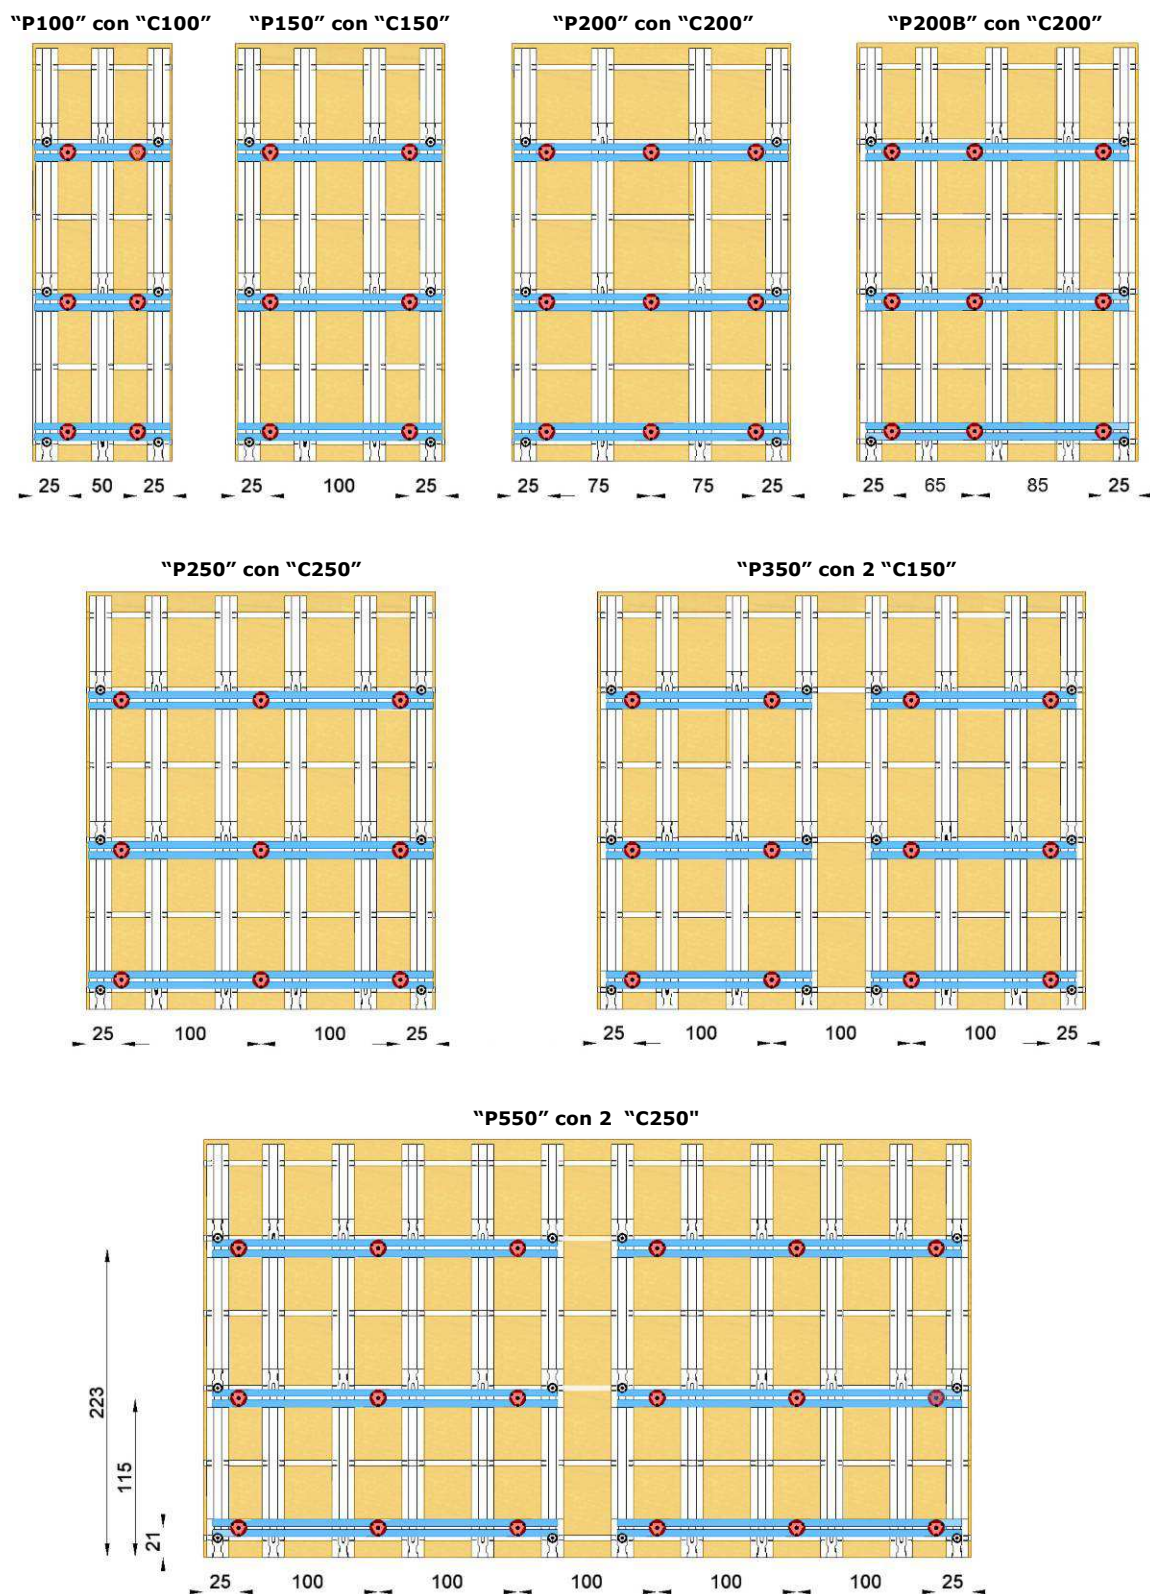 “P100” con “C100”
“P150” con “C150”
“P200” con “C200”
“P200B” con “C200”
25 50 25
25 100 25
25 75 75 25
25 65 85 25
“P250” con “C250”
“P350” con 2 “C150”
25 100 100 25
25 100 100 100 25
“P550” con 2 “C250"
223
115
21
25 100 100 100 100 100 25